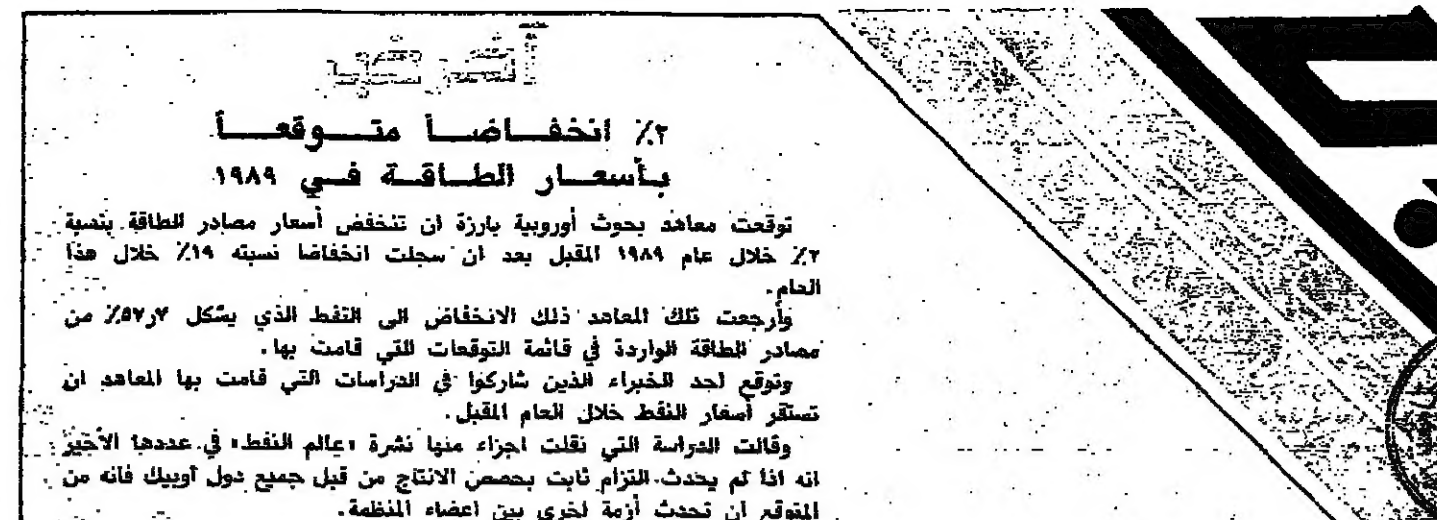 ٢٪ انخفاضاً متوقعاً
بأسعار الطاقة في ١٩٨٩
توقعت معاهد بحوث أوروبية بارزة ان تنخفض أسعار مصادر الطاقة بنسبة
٢٪ خلال عام ١٩٨٩ المقبل بعد ان سجلت انخفاضا نسبته ١٩٪ خلال هذا
العام.
وأرجعت تلك المعاهد ذلك الانخفاض الى النفط الذي يشكل ٥٧٫٧٪ من
مصادر الطاقة الواردة في قائمة التوقعات التي قامت بها.
وتوقع احد الخبراء الذين شاركوا في الدراسات التي قامت بها المعاهد ان
تستقر أسعار النفط خلال العام المقبل.
وقالت الدراسة التي نقلت اجزاء منها نشرة «عالم النفط» في عددها الأخير
انه اذا لم يحدث التزام ثابت بحصص الانتاج من قبل جميع دول أوبيك فانه من
المتوقع ان تحدث أزمة اخرى بين اعضاء المنظمة.